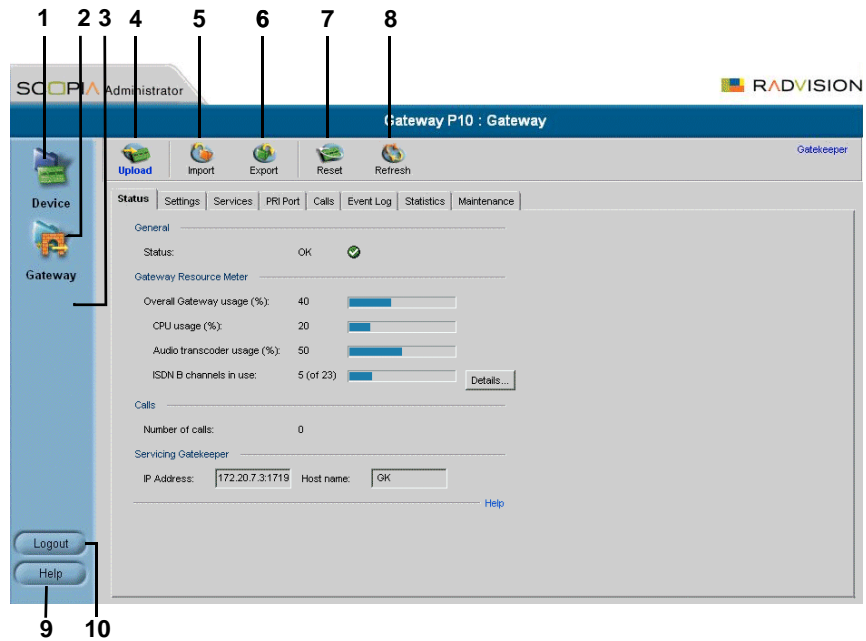 1 2 3 4 5 6 7 8
SCOPIA Administrator
RADVISION
Gateway P10 : Gateway
Device
Gateway
Upload Import Export Reset Refresh
Gatekeeper
Status Settings Services PRI Port Calls Event Log Statistics Maintenance
General
Status: OK
Gateway Resource Meter
Overall Gateway usage (%): 40
CPU usage (%): 20
Audio transcoder usage (%): 50
ISDN B channels in use: 5 (of 23) Details...
Calls
Number of calls: 0
Servicing Gatekeeper
IP Address: 172.20.7.3:1719 Host name: GK
Help
Logout
Help
9 10